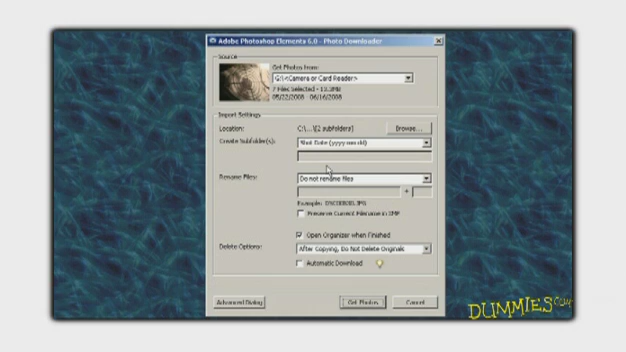 Adobe Photoshop Elements 6.0 - Photo Downloader
Source
Get Photos from:
G:\<Camera or Card Reader>
7 Files Selected - 13.3MB
05/22/2008 - 06/16/2008
Import Settings
Location: C:\...\[2 subfolders] Browse...
Create Subfolder(s): Shot Date (yyyy mm dd)
Rename Files: Do not rename files
+
Preserve Current Filename in XMP
Open Organizer when Finished
Delete Options: After Copying, Do Not Delete Originals
Automatic Download
Advanced Dialog Get Photos Cancel
DUMMIES.COM